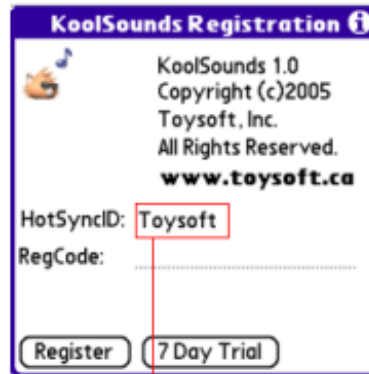 KoolSounds Registration i
KoolSounds 1.0
Copyright (c)2005
Toysoft, Inc.
All Rights Reserved.
www.toysoft.ca
HotSyncID: Toysoft
RegCode:
Register 7 Day Trial